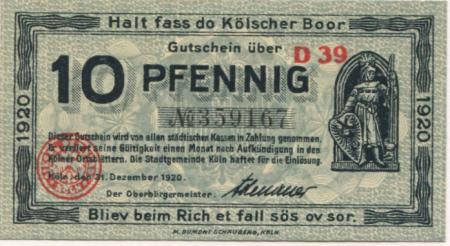 Halt fass do Kölscher Boor
Gutschein über
D 39
10 PFENNIG
№359167
1920
1920
Dieser Gutschein wird von allen städtischen Kassen in Zahlung genommen.
Er verliert seine Gültigkeit einen Monat nach Aufkündigung in den
Kölner Ortsblättern. Die Stadtgemeinde Köln haftet für die Einlösung.
Köln, den 31. Dezember 1920.
Der Oberbürgermeister: Adenauer
Bliev beim Rich et fall sös ov sor.
M. DUMONT SCHAUBERG, KÖLN.